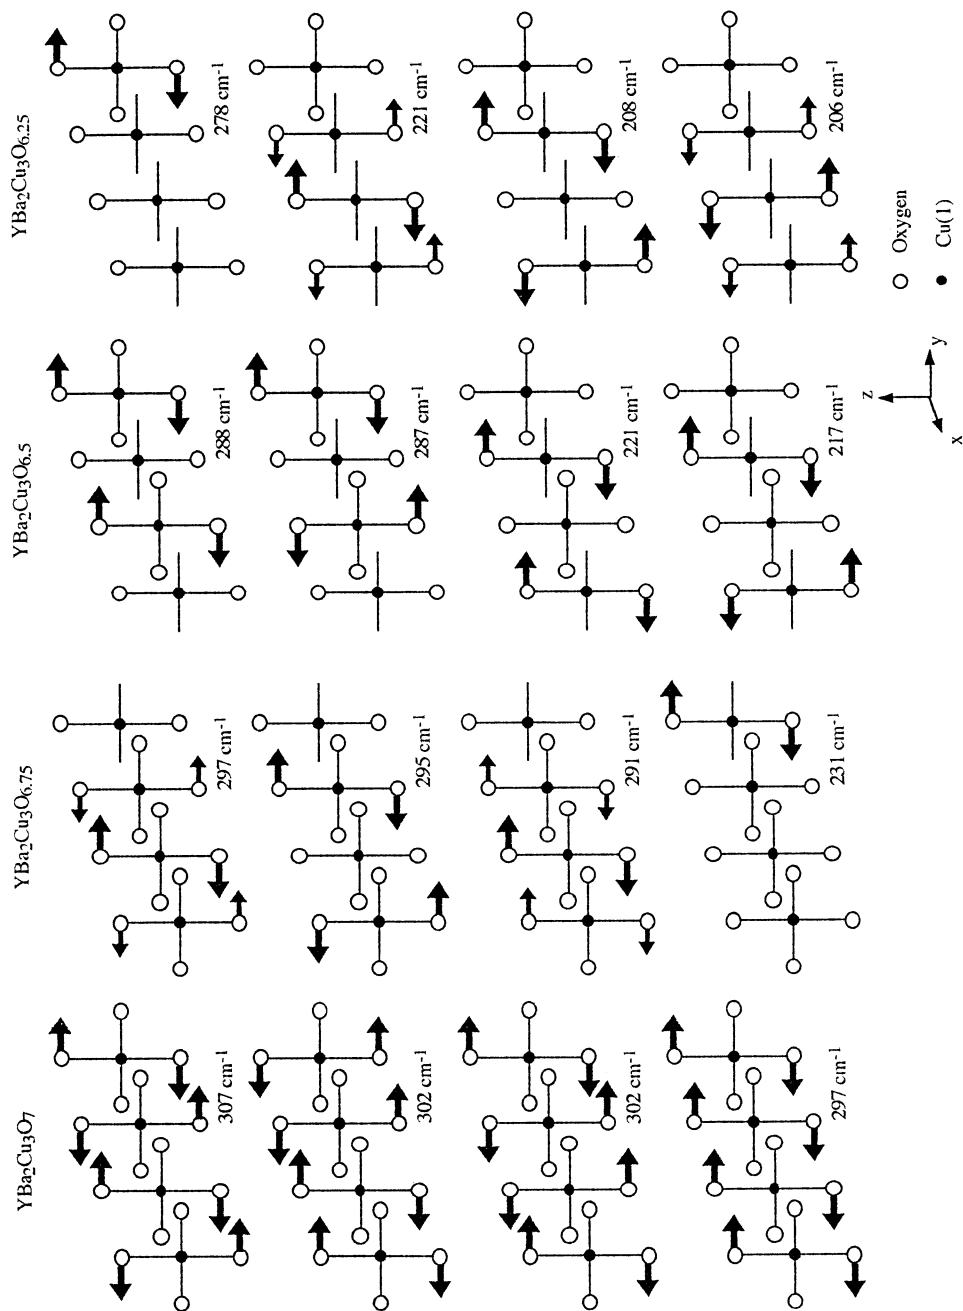 YBa2Cu3O7
307 cm-1
302 cm-1
302 cm-1
297 cm-1
YBa2Cu3O6.75
297 cm-1
295 cm-1
291 cm-1
231 cm-1
YBa2Cu3O6.5
288 cm-1
287 cm-1
221 cm-1
217 cm-1
YBa2Cu3O6.25
278 cm-1
221 cm-1
208 cm-1
206 cm-1
x
z
y
Oxygen
Cu(1)